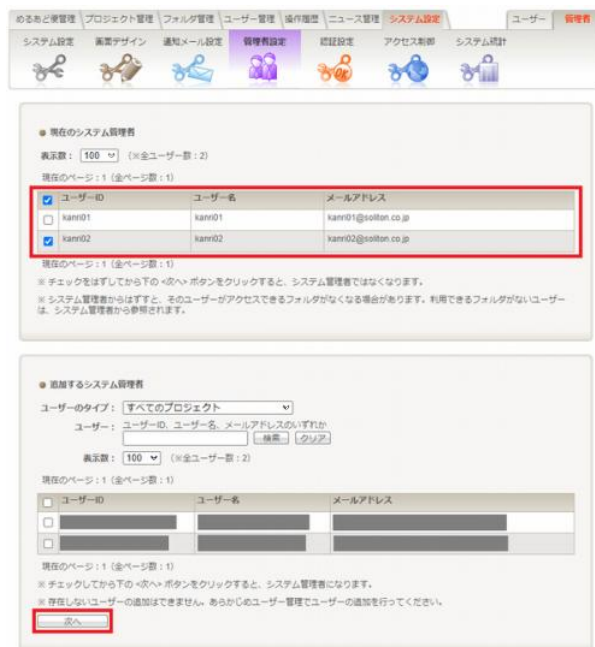 めるあど便管理 プロジェクト管理 フォルダ管理 ユーザー管理 操作履歴 ニュース管理 システム設定 ユーザー 管理者
システム設定 画面デザイン 通知メール設定 管理者設定 認証設定 アクセス制御 システム統計
現在のシステム管理者
表示数： 100 （※全ユーザー数：2）
現在のページ：1（全ページ数：1）
ユーザーID ユーザー名 メールアドレス
kanri01 kanri01 kanri01@soliton.co.jp
kanri02 kanri02 kanri02@soliton.co.jp
現在のページ：1（全ページ数：1）
※ チェックをはずしてから下の <次へ> ボタンをクリックすると、システム管理者ではなくなります。
※ システム管理者からはずすと、そのユーザーがアクセスできるフォルダがなくなる場合があります。利用できるフォルダがないユーザー
は、システム管理者から参照されます。
追加するシステム管理者
ユーザーのタイプ： すべてのプロジェクト
ユーザー： ユーザーID、ユーザー名、メールアドレスのいずれか
検索 クリア
表示数： 100 （※全ユーザー数：2）
現在のページ：1（全ページ数：1）
ユーザーID ユーザー名 メールアドレス
現在のページ：1（全ページ数：1）
※ チェックしてから下の <次へ> ボタンをクリックすると、システム管理者になります。
※ 存在しないユーザーの追加はできません。あらかじめユーザー管理でユーザーの追加を行ってください。
次へ